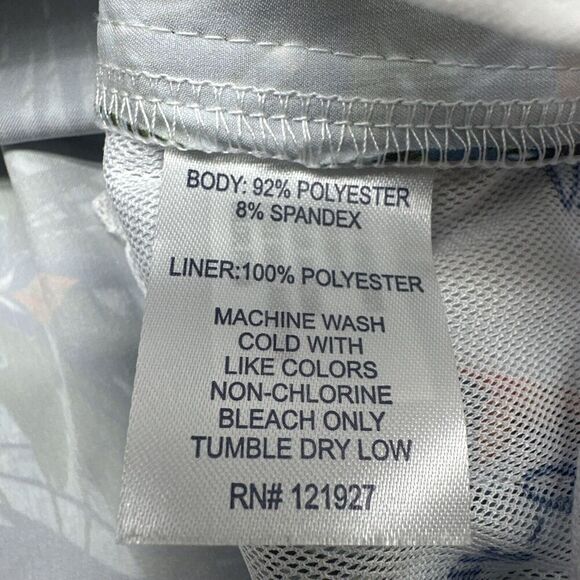 BODY: 92% POLYESTER
8% SPANDEX
LINER:100% POLYESTER
MACHINE WASH
COLD WITH
LIKE COLORS
NON-CHLORINE
BLEACH ONLY
TUMBLE DRY LOW
RN# 121927